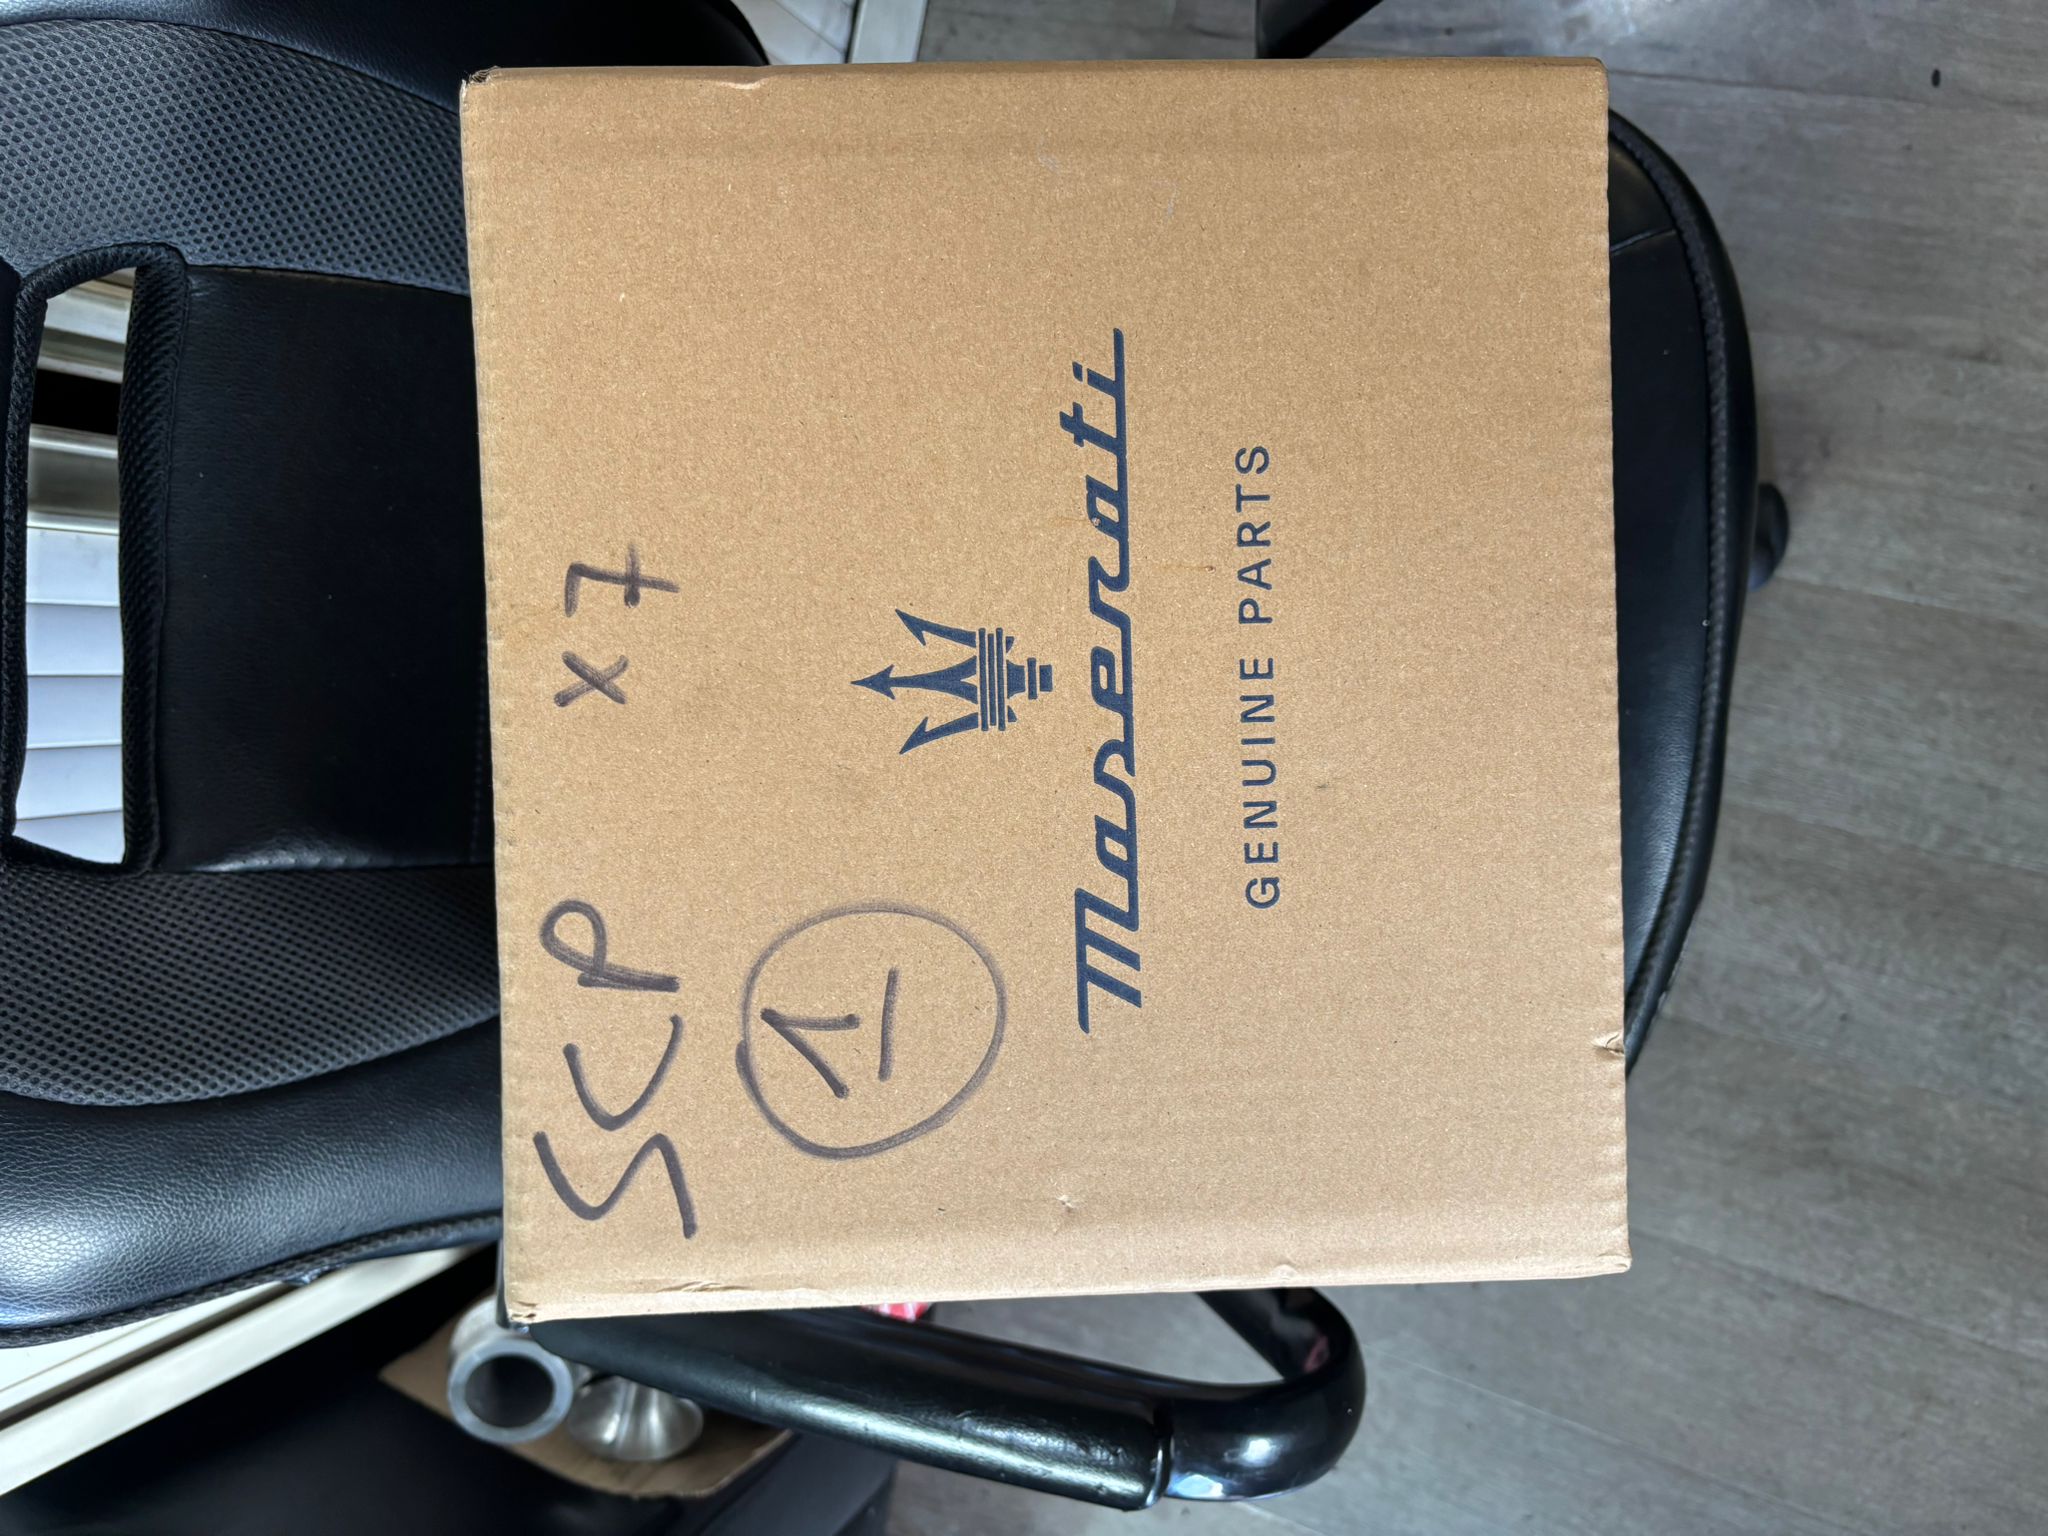 SCP x7
1
Maserati
GENUINE PARTS